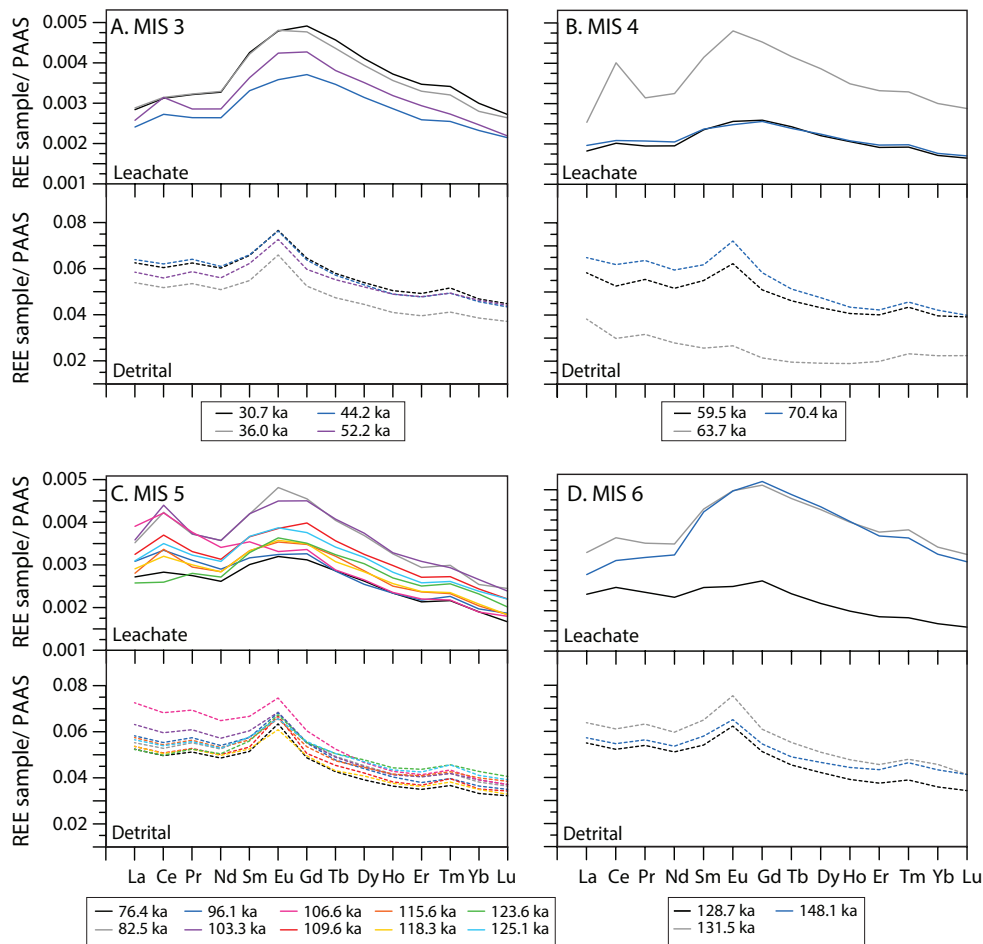 A. MIS 3
REE sample/ PAAS
0.005
0.004
0.003
0.002
0.001
Leachate
REE sample/ PAAS
0.08
0.06
0.04
0.02
Detrital
30.7 ka
44.2 ka
36.0 ka
52.2 ka
B. MIS 4
Leachate
Detrital
59.5 ka
70.4 ka
63.7 ka
C. MIS 5
REE sample/ PAAS
0.005
0.004
0.003
0.002
0.001
Leachate
REE sample/ PAAS
0.08
0.06
0.04
0.02
Detrital
La Ce Pr Nd Sm Eu Gd Tb Dy Ho Er Tm Yb Lu
76.4 ka 96.1 ka 106.6 ka 115.6 ka 123.6 ka
82.5 ka 103.3 ka 109.6 ka 118.3 ka 125.1 ka
D. MIS 6
Leachate
Detrital
La Ce Pr Nd Sm Eu Gd Tb Dy Ho Er Tm Yb Lu
128.7 ka 148.1 ka
131.5 ka